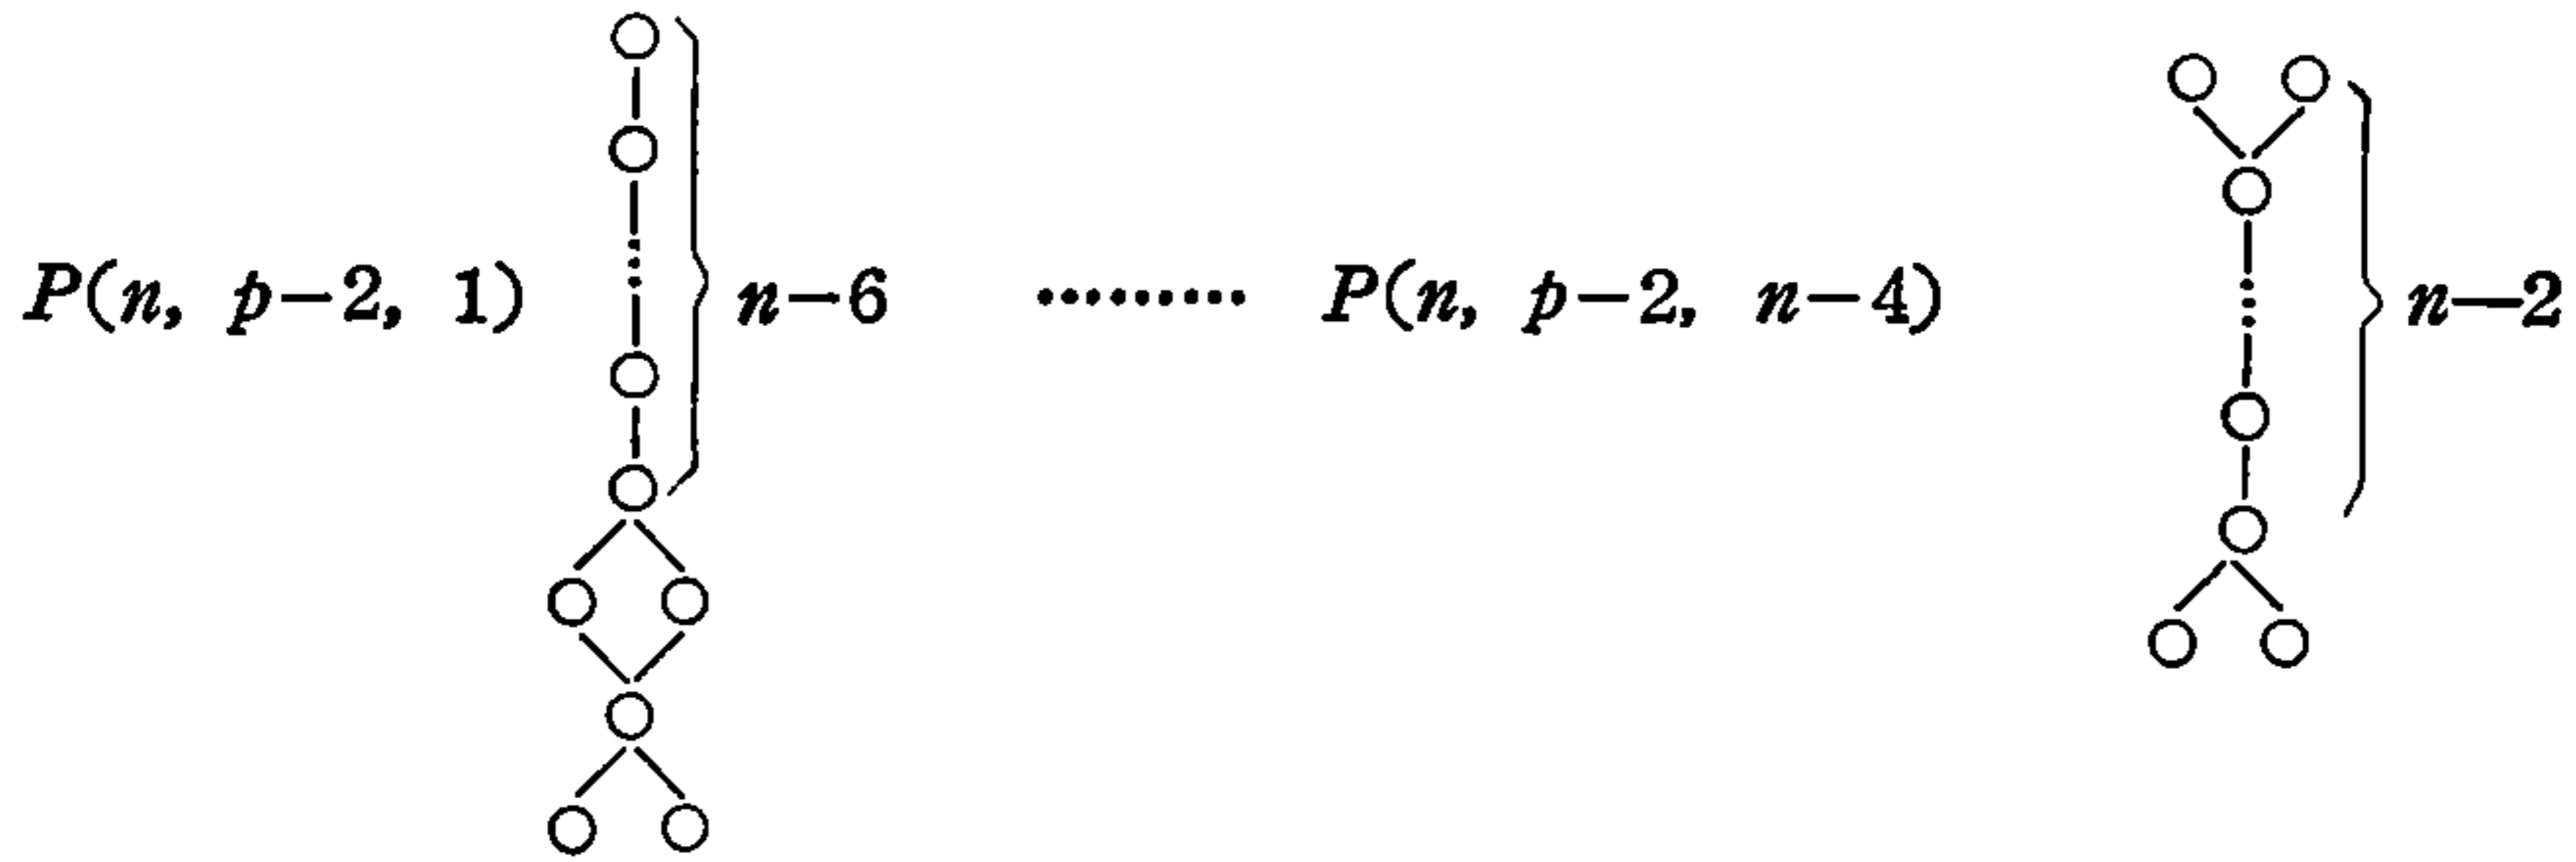 P(n, p−2, 1) n−6 ········· P(n, p−2, n−4) n−2